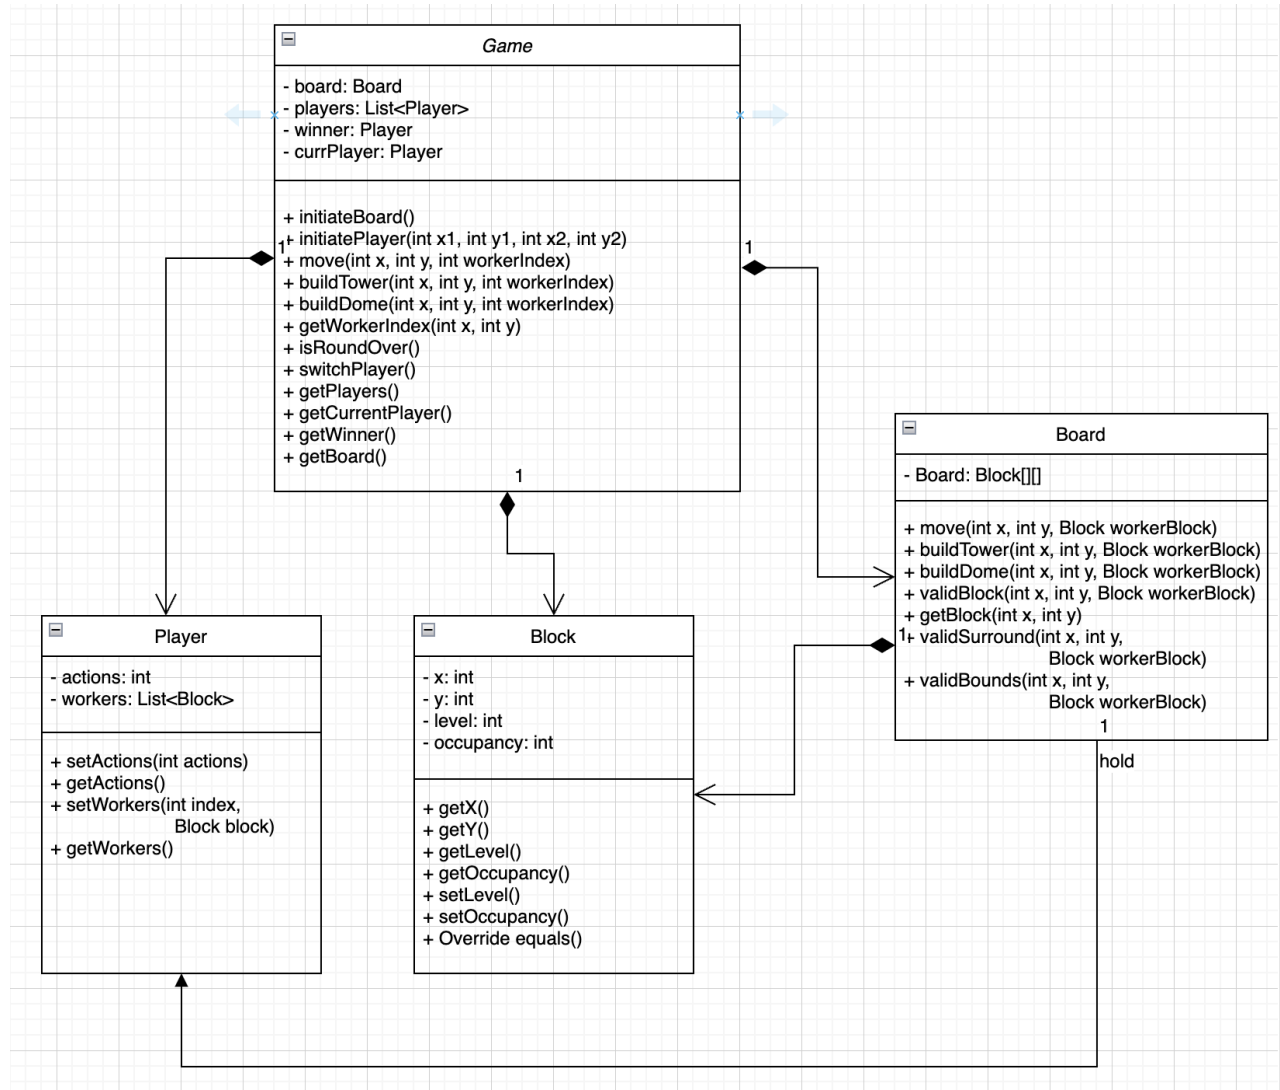 Game
- board: Board
- players: List<Player>
- winner: Player
- currPlayer: Player
+ initiateBoard()
+ initiatePlayer(int x1, int y1, int x2, int y2)
+ move(int x, int y, int workerIndex)
+ buildTower(int x, int y, int workerIndex)
+ buildDome(int x, int y, int workerIndex)
+ getWorkerIndex(int x, int y)
+ isRoundOver()
+ switchPlayer()
+ getPlayers()
+ getCurrentPlayer()
+ getWinner()
+ getBoard()
1
1
1
Board
- Board: Block[][]
+ move(int x, int y, Block workerBlock)
+ buildTower(int x, int y, Block workerBlock)
+ buildDome(int x, int y, Block workerBlock)
+ validBlock(int x, int y, Block workerBlock)
+ getBlock(int x, int y)
+ validSurround(int x, int y,
Block workerBlock)
+ validBounds(int x, int y,
Block workerBlock)
1
1
hold
Player
- actions: int
- workers: List<Block>
+ setActions(int actions)
+ getActions()
+ setWorkers(int index,
Block block)
+ getWorkers()
Block
- x: int
- y: int
- level: int
- occupancy: int
+ getX()
+ getY()
+ getLevel()
+ getOccupancy()
+ setLevel()
+ setOccupancy()
+ Override equals()